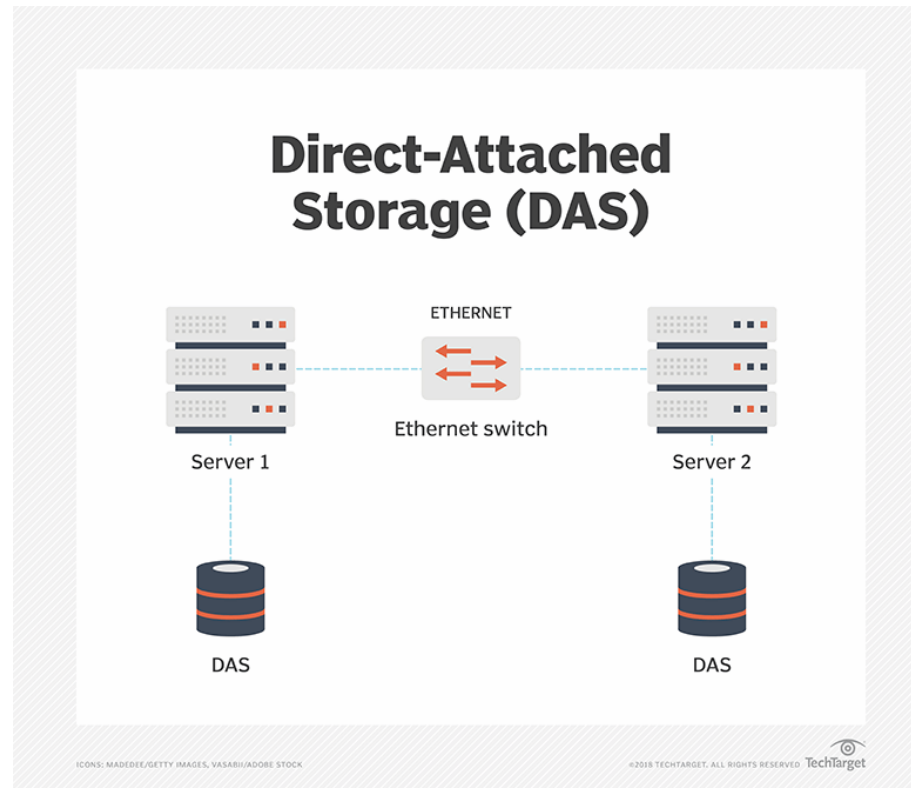 Direct-Attached
Storage (DAS)
ETHERNET
Ethernet switch
Server 1
Server 2
DAS
DAS
ICONS: MADEDEE/GETTY IMAGES, VASABII/ADOBE STOCK
©2018 TECHTARGET. ALL RIGHTS RESERVED TechTarget